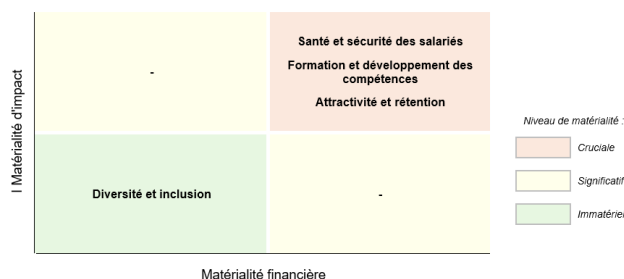 Santé et sécurité des salariés
Formation et développement des
compétences
Attractivité et rétention
-
Diversité et inclusion
-
I Matérialité d'impact
Matérialité financière
Niveau de matérialité :
Cruciale
Significatif
Immatériel